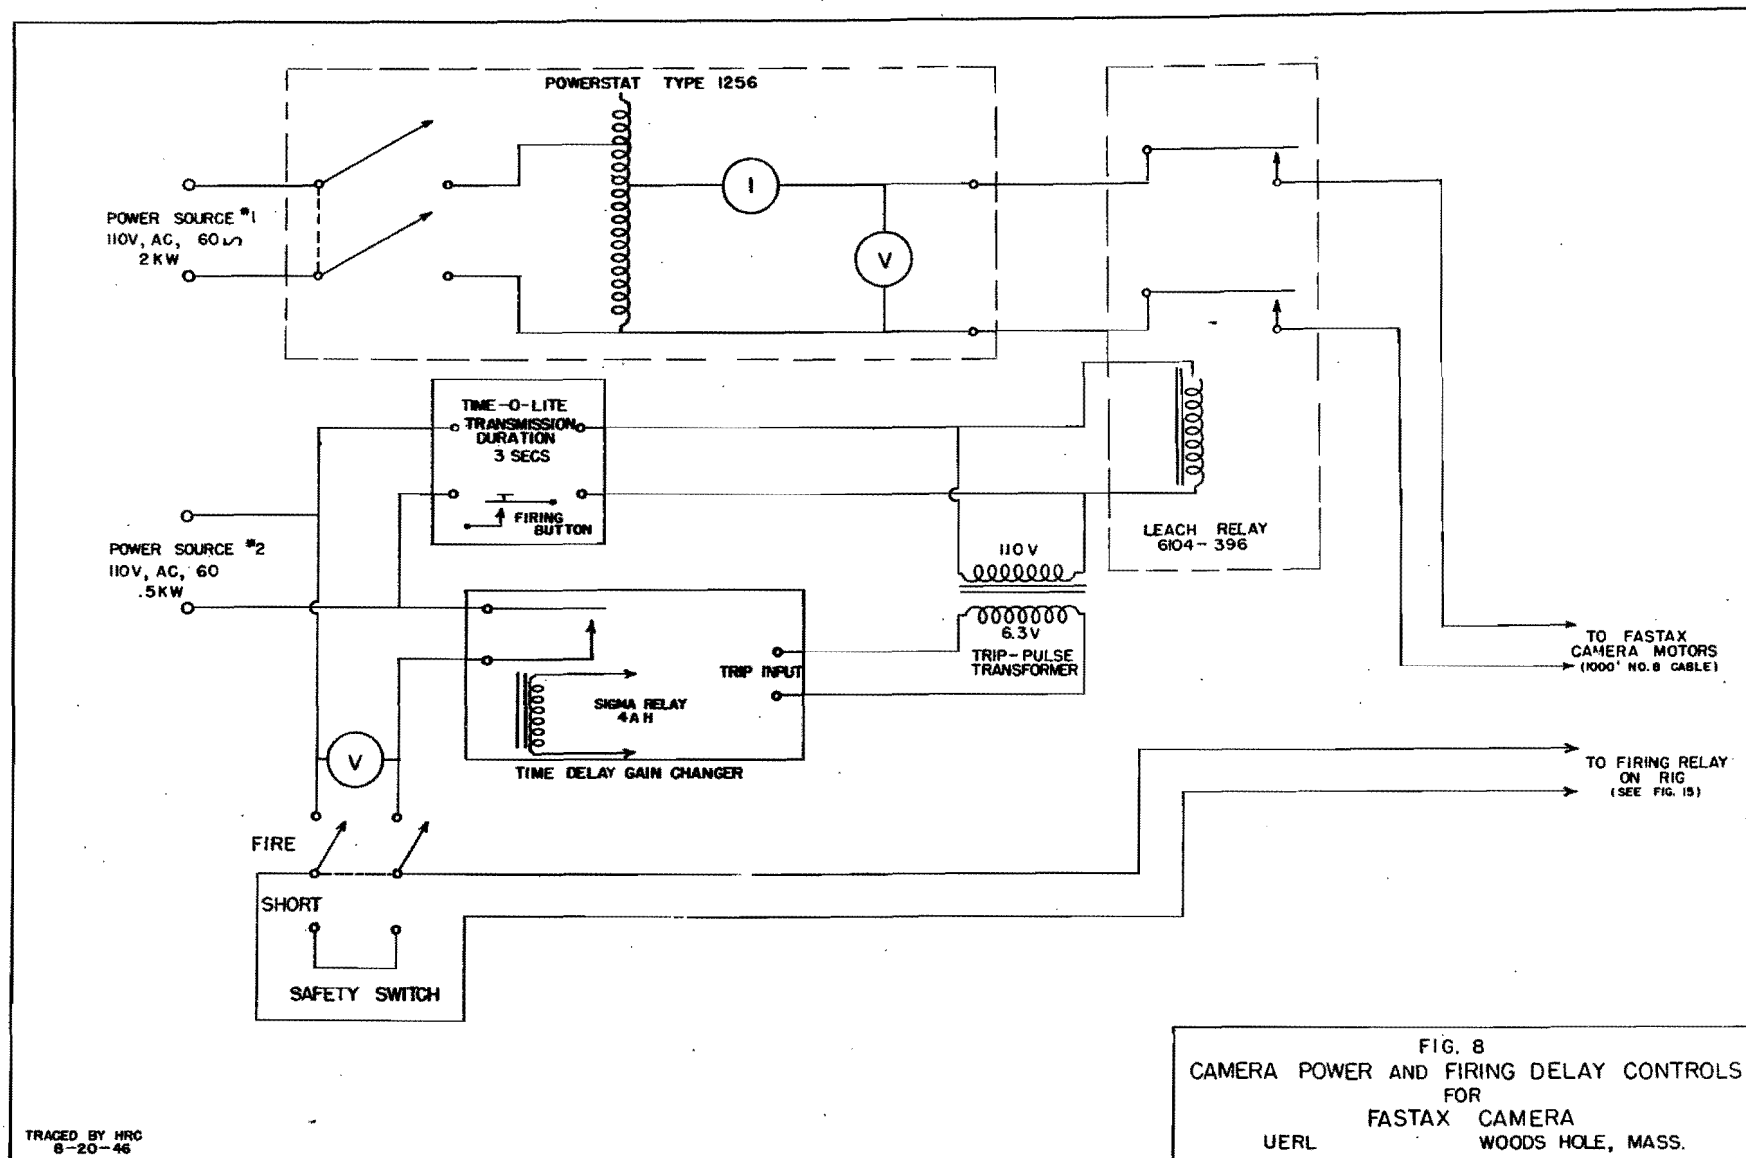 POWERSTAT TYPE 1256
I
V
POWER SOURCE #1
110V, AC, 60∿
2KW
TIME-O-LITE
TRANSMISSION
DURATION
3 SECS
FIRING
BUTTON
LEACH RELAY
6104-396
POWER SOURCE #2
110V, AC, 60
.5KW
110V
6.3V
TRIP-PULSE
TRANSFORMER
TRIP INPUT
SIGMA RELAY
4AH
TIME DELAY GAIN CHANGER
V
TO FASTAX
CAMERA MOTORS
(1000' NO.8 CABLE)
TO FIRING RELAY
ON RIG
(SEE FIG. 15)
FIRE
SHORT
SAFETY SWITCH
FIG. 8
CAMERA POWER AND FIRING DELAY CONTROLS
FOR
FASTAX CAMERA
UERL WOODS HOLE, MASS.
TRACED BY HRC
8-20-46